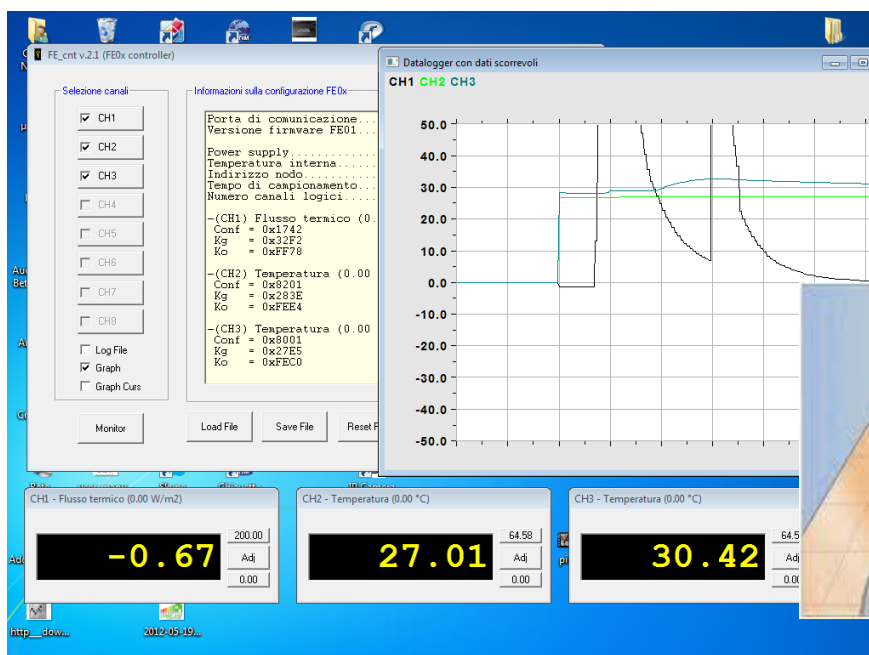 FE_cnt v.2.1 (FE0x controller)
Selezione canali
CH1
CH2
CH3
CH4
CH5
CH6
CH7
CH8
Log File
Graph
Graph Curs
Monitor
Informazioni sulla configurazione FE0x
Porta di comunicazione...
Versione firmware FE01...
Power supply.............
Temperatura interna......
Indirizzo nodo...........
Tempo di campionamento...
Numero canali logici.....
-(CH1) Flusso termico (0.
Conf = 0x1742
Kg = 0x32F2
Ko = 0xFF78
-(CH2) Temperatura (0.00
Conf = 0x8201
Kg = 0x283E
Ko = 0xFEE4
-(CH3) Temperatura (0.00
Conf = 0x8001
Kg = 0x27E5
Ko = 0xFEC0
Load File
Save File
Reset
Datalogger con dati scorrevoli
CH1 CH2 CH3
50.0
40.0
30.0
20.0
10.0
0.0
-10.0
-20.0
-30.0
-40.0
-50.0
CH1 - Flusso termico (0.00 W/m2)
-0.67
200.00
Adj
0.00
CH2 - Temperatura (0.00 °C)
27.01
64.58
Adj
0.00
CH3 - Temperatura (0.00 °C)
30.42
64.5
Adj
0.00
http__dow...
2012-05-19...